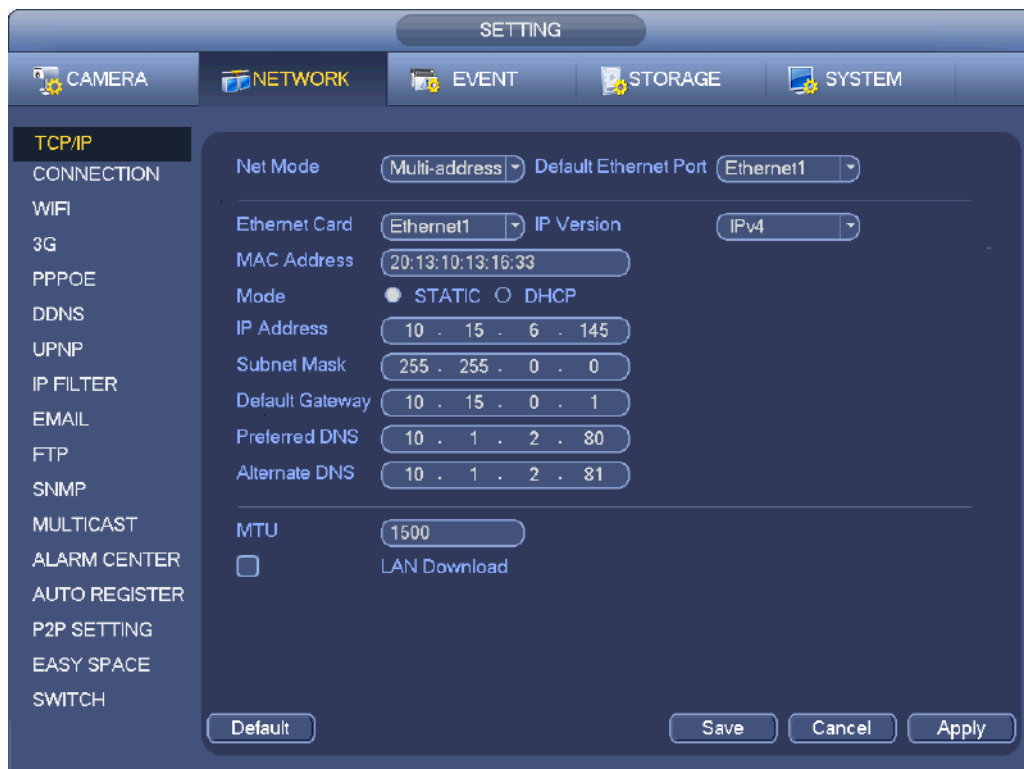 SETTING
CAMERA NETWORK EVENT STORAGE SYSTEM
TCP/IP
CONNECTION
WIFI
3G
PPPOE
DDNS
UPNP
IP FILTER
EMAIL
FTP
SNMP
MULTICAST
ALARM CENTER
AUTO REGISTER
P2P SETTING
EASY SPACE
SWITCH
Net Mode Multi-address Default Ethernet Port Ethernet1
Ethernet Card Ethernet1 IP Version IPv4
MAC Address 20:13:10:13:16:33
Mode STATIC DHCP
IP Address 10 . 15 . 6 . 145
Subnet Mask 255 . 255 . 0 . 0
Default Gateway 10 . 15 . 0 . 1
Preferred DNS 10 . 1 . 2 . 80
Alternate DNS 10 . 1 . 2 . 81
MTU 1500
LAN Download
Default Save Cancel Apply